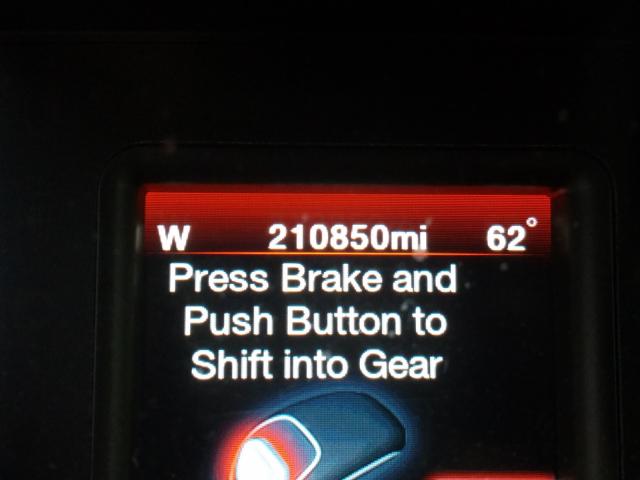 W 210850mi 62°
Press Brake and
Push Button to
Shift into Gear